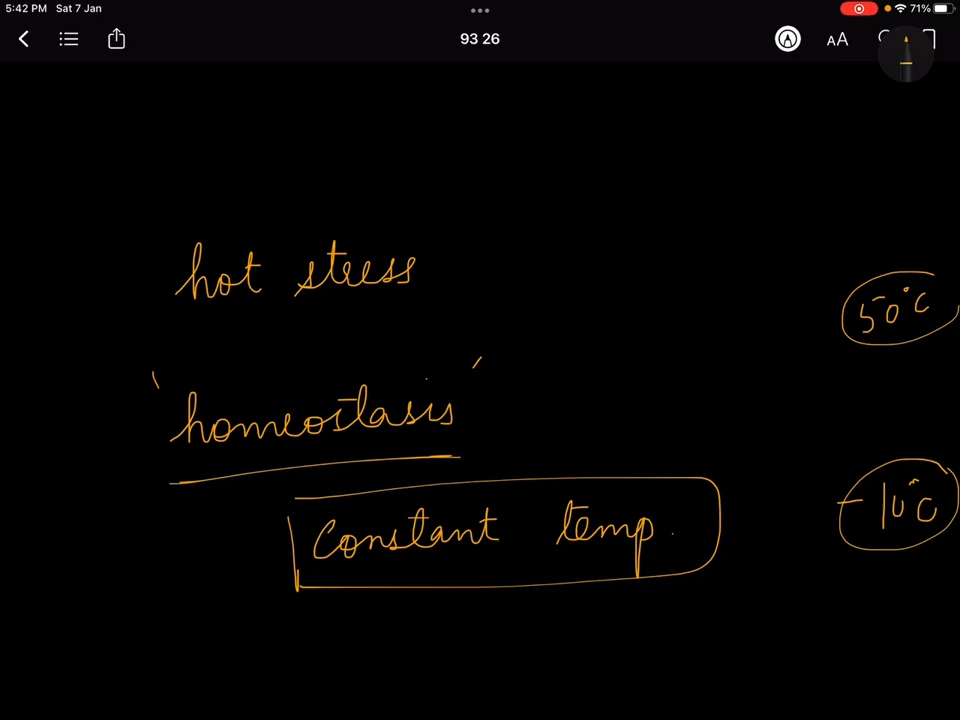 5:42 PM Sat 7 Jan
71%
93 26
AA
hot stress
50°C
'homeostasis'
constant temp.
-10°C